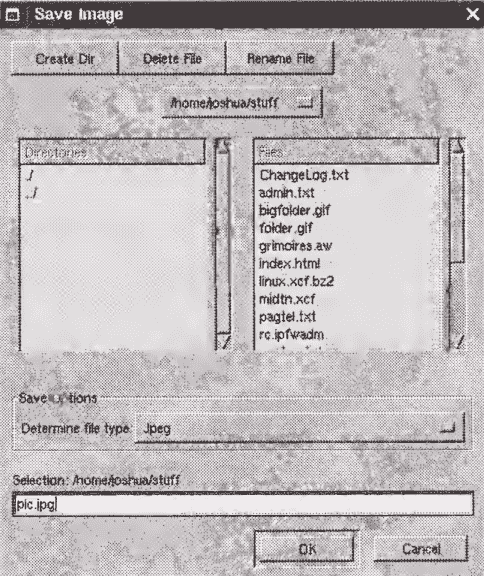 Save Image
Create Dir
Delete File
Rename File
/home/joshua/stuff
Directories
./
../
Files
ChangeLog.txt
admin.txt
bigfolder.gif
folder.gif
grimoires.aw
index.html
linux.xcf.bz2
midtn.xcf
pagtel.txt
rc.ipfwadm
Save Options
Determine file type: Jpeg
Selection: /home/joshua/stuff
pic.jpg
OK
Cancel